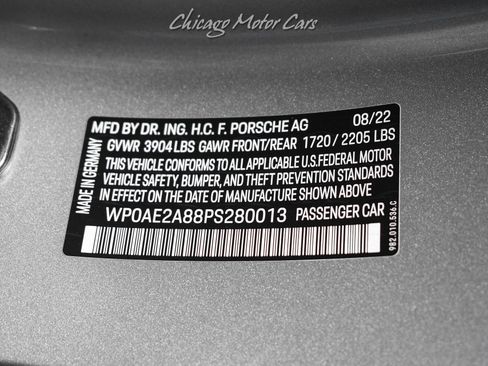 Chicago Motor Cars
MFD BY DR. ING. H.C. F. PORSCHE AG 08/22
GVWR 3904 LBS GAWR FRONT/REAR 1720 / 2205 LBS
THIS VEHICLE CONFORMS TO ALL APPLICABLE U.S. FEDERAL MOTOR
VEHICLE SAFETY, BUMPER, AND THEFT PREVENTION STANDARDS
IN EFFECT ON THE DATE OF MANUFACTURE SHOWN ABOVE
WP0AE2A88PS280013 PASSENGER CAR
MADE IN GERMANY
982.010.536.C